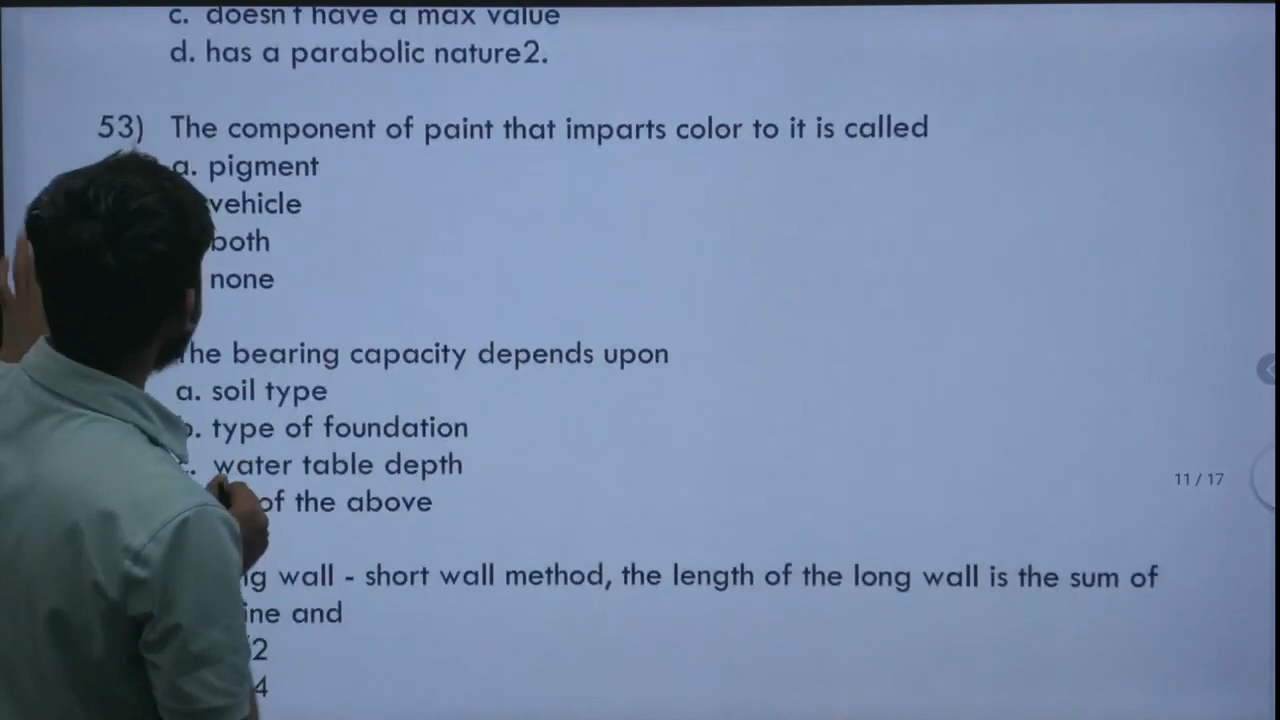 c. doesn't have a max value
d. has a parabolic nature2.
53) The component of paint that imparts color to it is called
a. pigment
vehicle
both
none
The bearing capacity depends upon
a. soil type
b. type of foundation
c. water table depth
of the above
wall - short wall method, the length of the long wall is the sum of
and
2
4
11 / 17